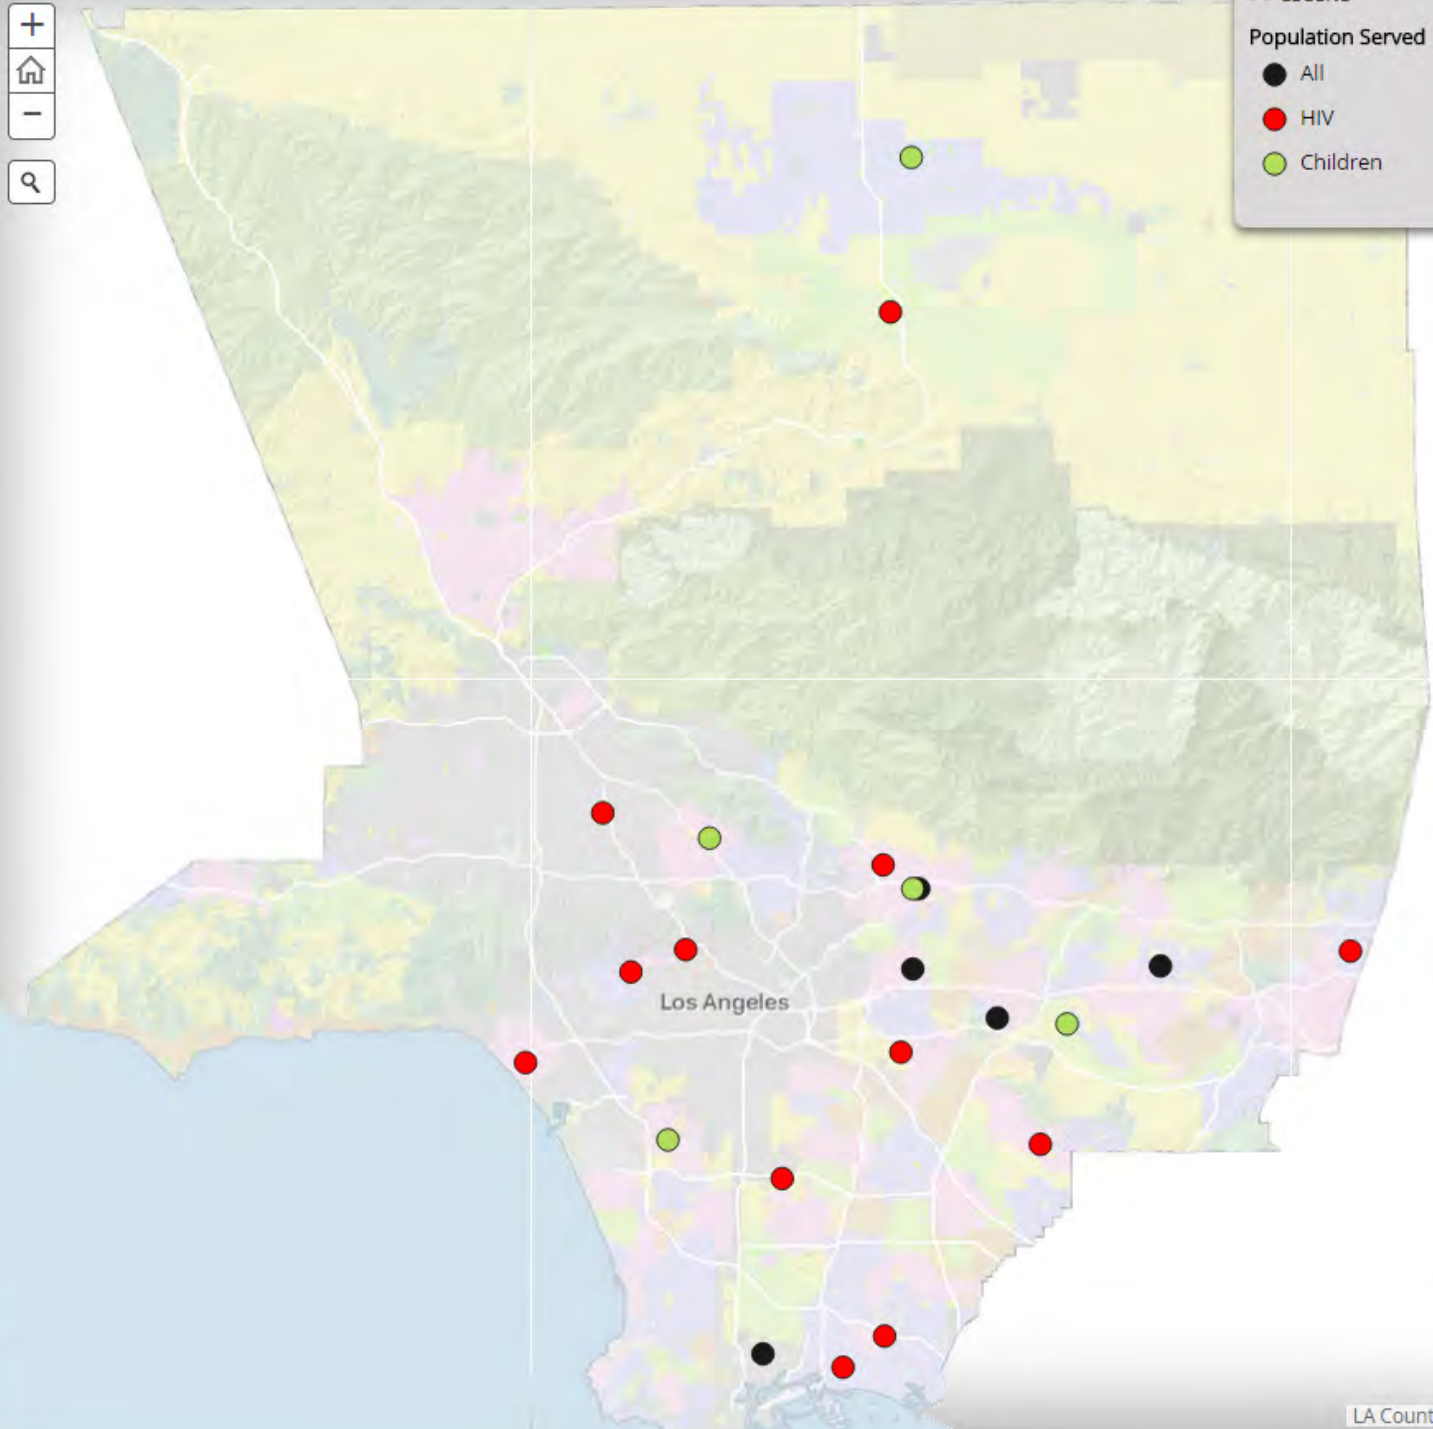 Population Served
All
HIV
Children
Los Angeles
LA Count